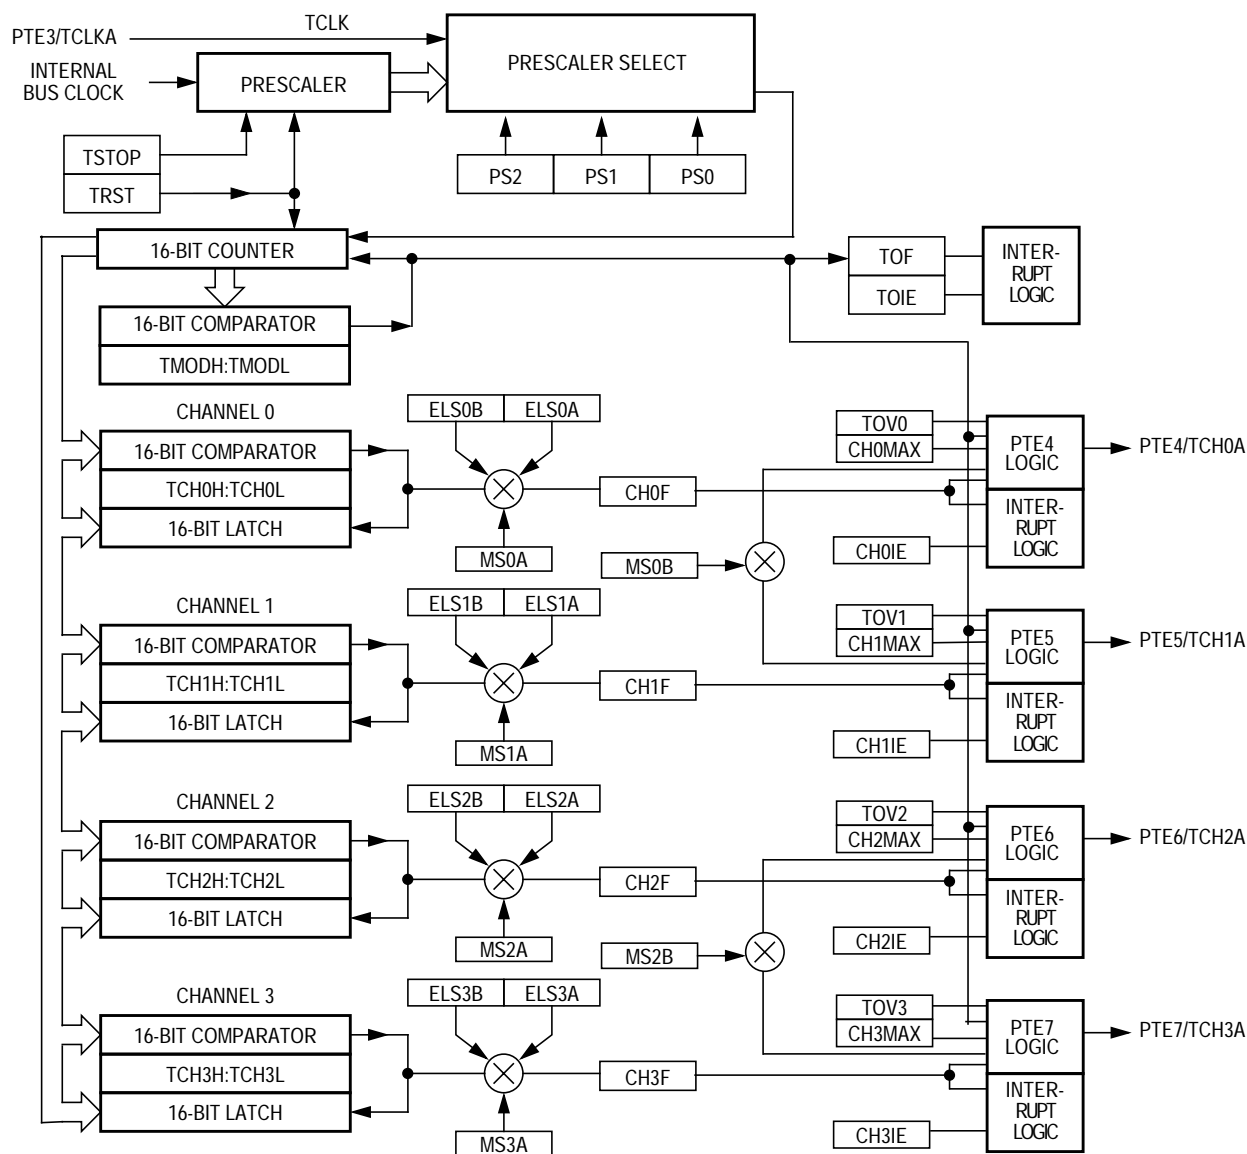 PTE3/TCLKA
TCLK
INTERNAL
BUS CLOCK
PRESCALER
PRESCALER SELECT
TSTOP
TRST
PS2
PS1
PS0
16-BIT COUNTER
16-BIT COMPARATOR
TMODH:TMODL
TOF
TOIE
INTER-
RUPT
LOGIC
CHANNEL 0
16-BIT COMPARATOR
TCH0H:TCH0L
16-BIT LATCH
ELS0B
ELS0A
MS0A
CH0F
MS0B
TOV0
CH0MAX
CH0IE
PTE4
LOGIC
INTER-
RUPT
LOGIC
PTE4/TCH0A
CHANNEL 1
16-BIT COMPARATOR
TCH1H:TCH1L
16-BIT LATCH
ELS1B
ELS1A
MS1A
CH1F
TOV1
CH1MAX
CH1IE
PTE5
LOGIC
INTER-
RUPT
LOGIC
PTE5/TCH1A
CHANNEL 2
16-BIT COMPARATOR
TCH2H:TCH2L
16-BIT LATCH
ELS2B
ELS2A
MS2A
CH2F
MS2B
TOV2
CH2MAX
CH2IE
PTE6
LOGIC
INTER-
RUPT
LOGIC
PTE6/TCH2A
CHANNEL 3
16-BIT COMPARATOR
TCH3H:TCH3L
16-BIT LATCH
ELS3B
ELS3A
MS3A
CH3F
TOV3
CH3MAX
CH3IE
PTE7
LOGIC
INTER-
RUPT
LOGIC
PTE7/TCH3A